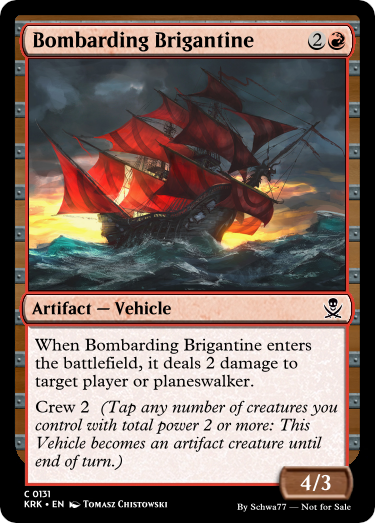 Bombarding Brigantine 2
Artifact — Vehicle
When Bombarding Brigantine enters
the battlefield, it deals 2 damage to
target player or planeswalker.
Crew 2 (Tap any number of creatures you
control with total power 2 or more: This
Vehicle becomes an artifact creature until
end of turn.)
4/3
C 0131
KRK • EN Tomasz Chistowski
By Schwa77 — Not for Sale